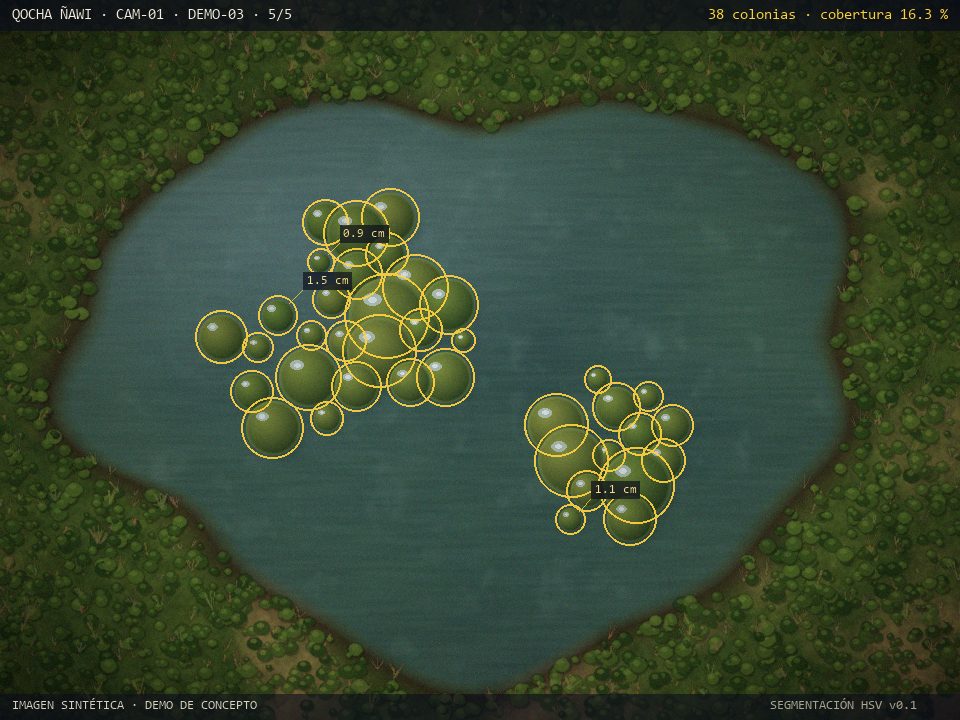 QOCHA ÑAWI · CAM-01 · DEMO-03 · 5/5
38 colonias · cobertura 16.3 %
0.9 cm
1.5 cm
1.1 cm
IMAGEN SINTÉTICA · DEMO DE CONCEPTO
SEGMENTACIÓN HSV v0.1